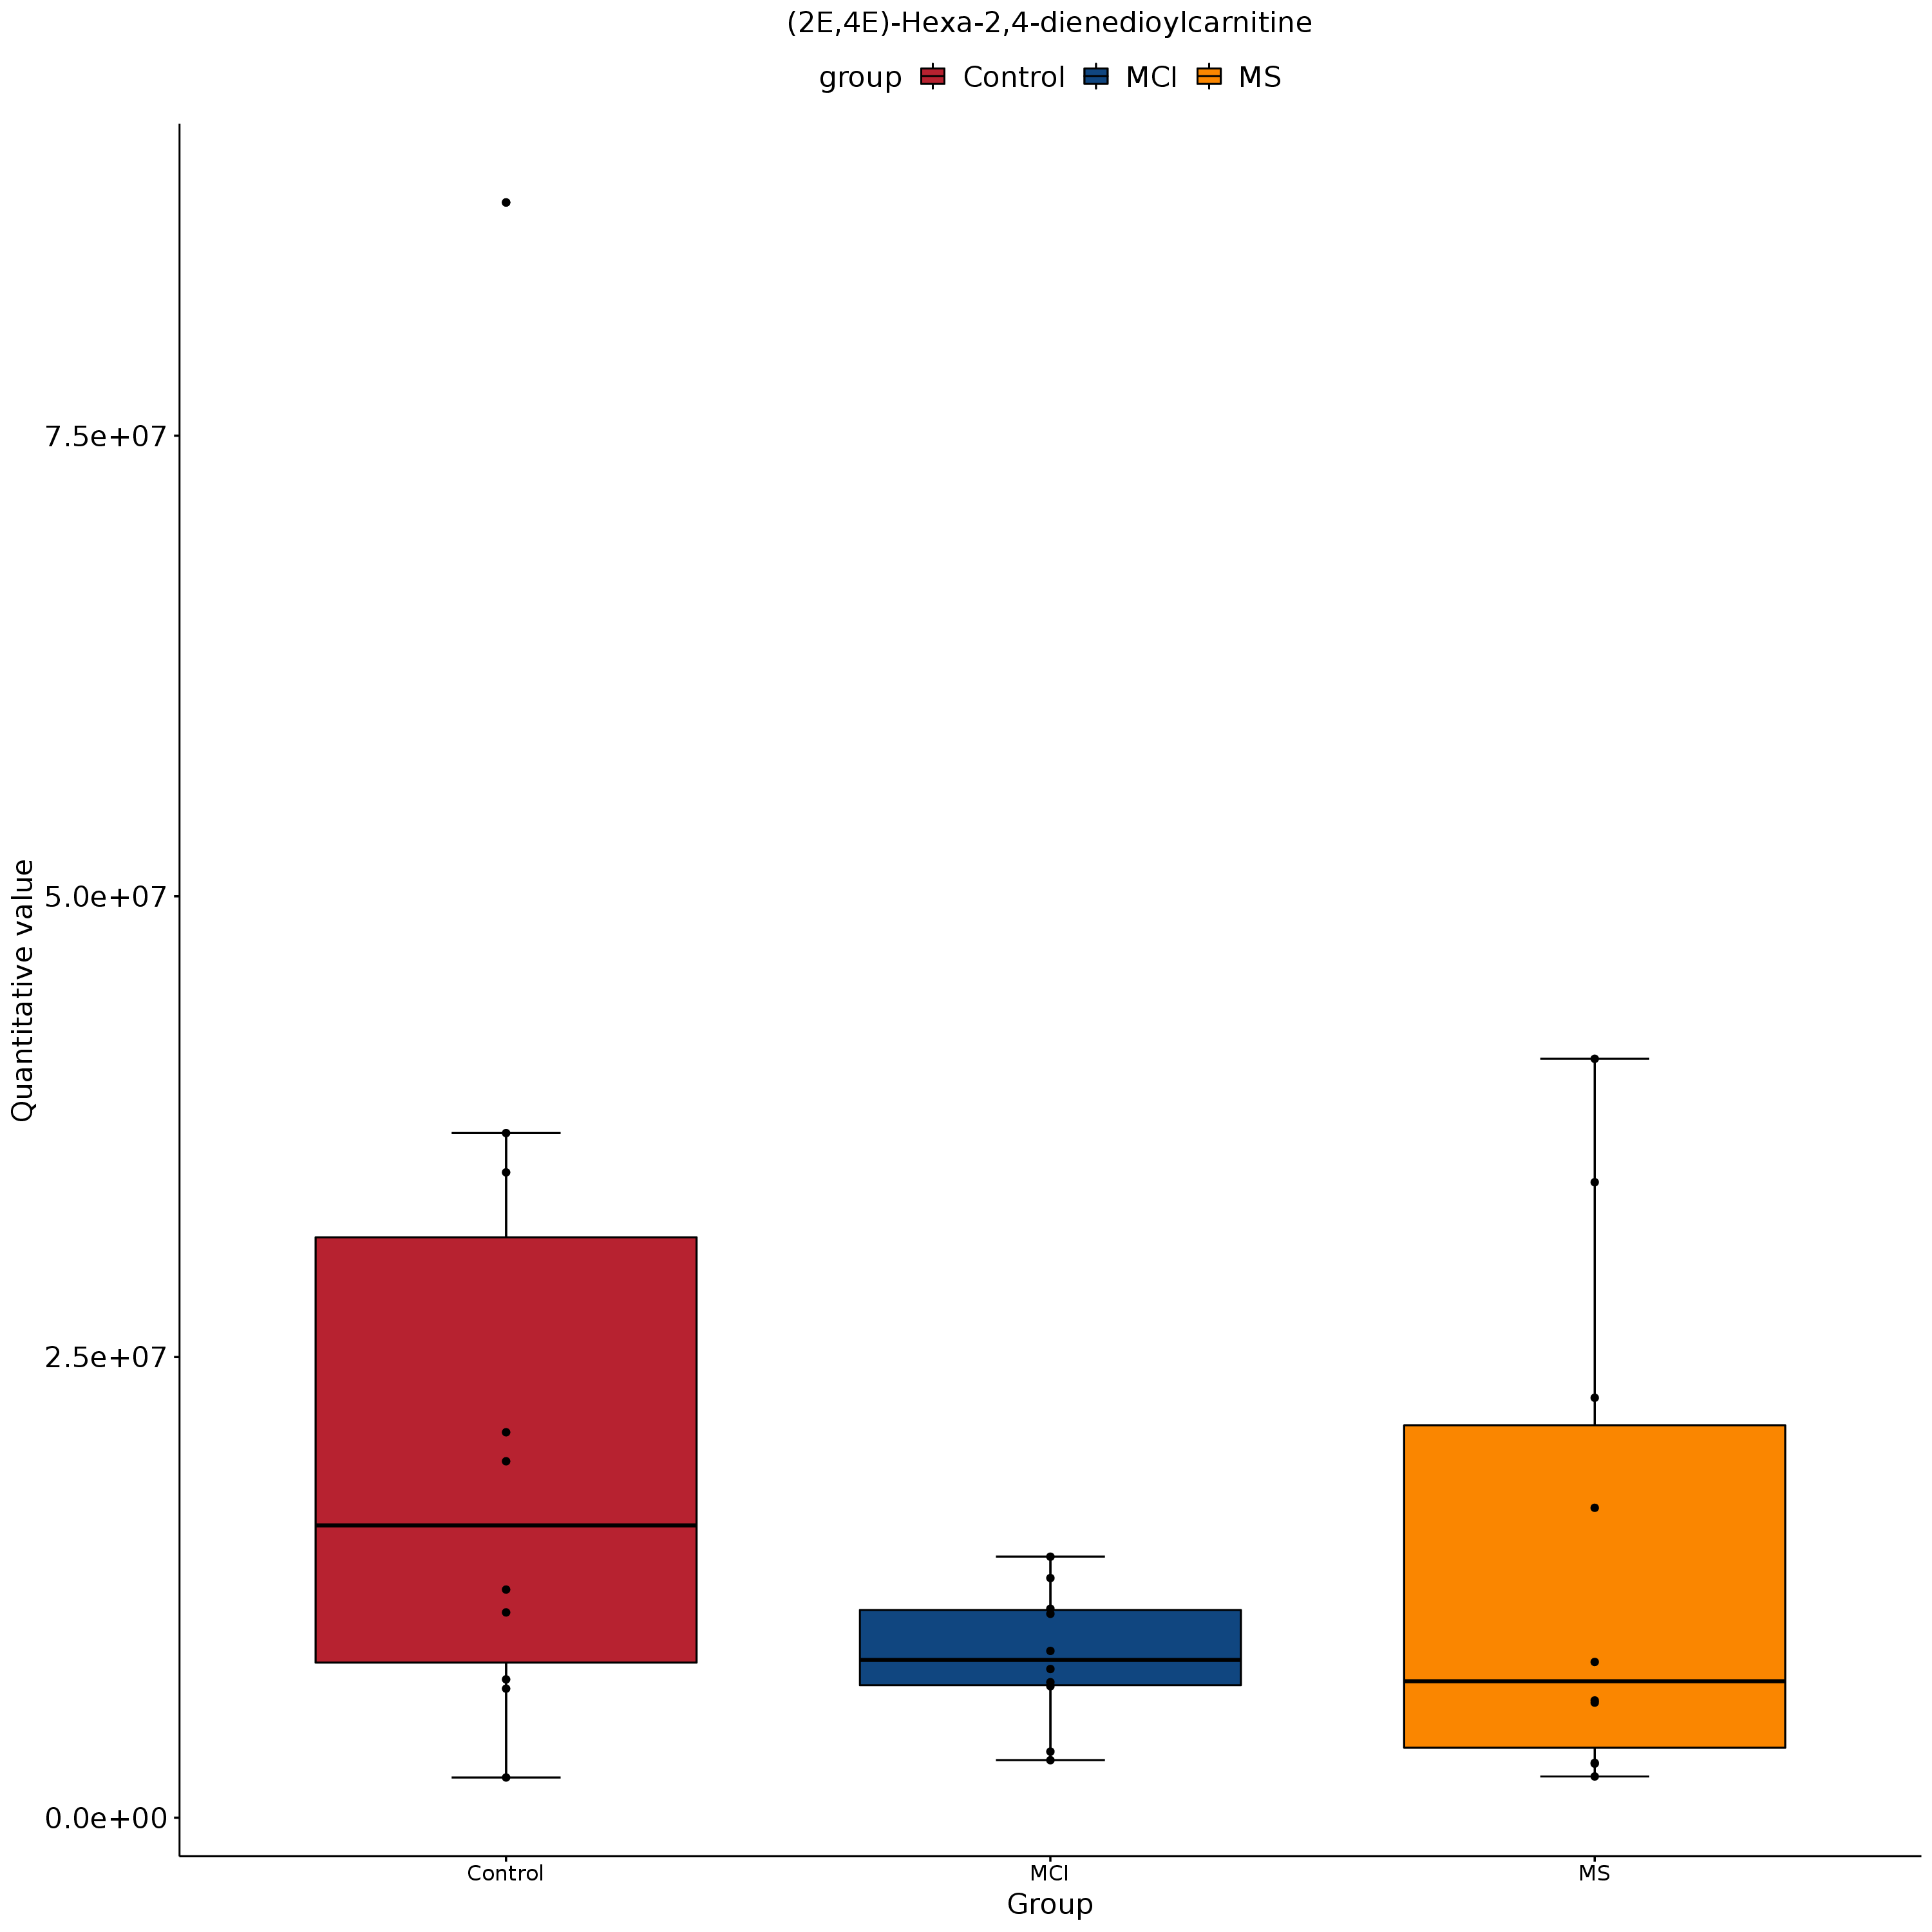 (2E,4E)-Hexa-2,4-dienedioylcarnitine
group Control MCI MS
Quantitative value
7.5e+07
5.0e+07
2.5e+07
0.0e+00
Control MCI MS
Group